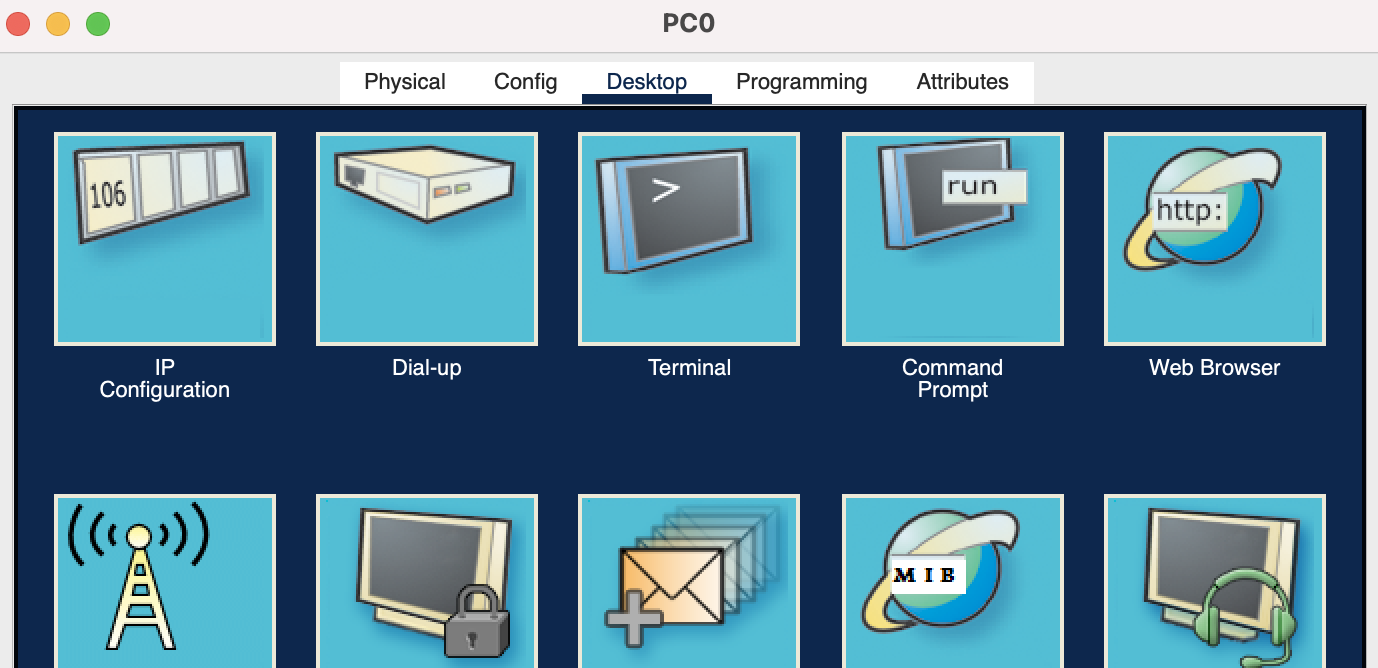 PC0
Physical Config Desktop Programming Attributes
106
>
run
http:
IP
Configuration
Dial-up
Terminal
Command
Prompt
Web Browser
MIB